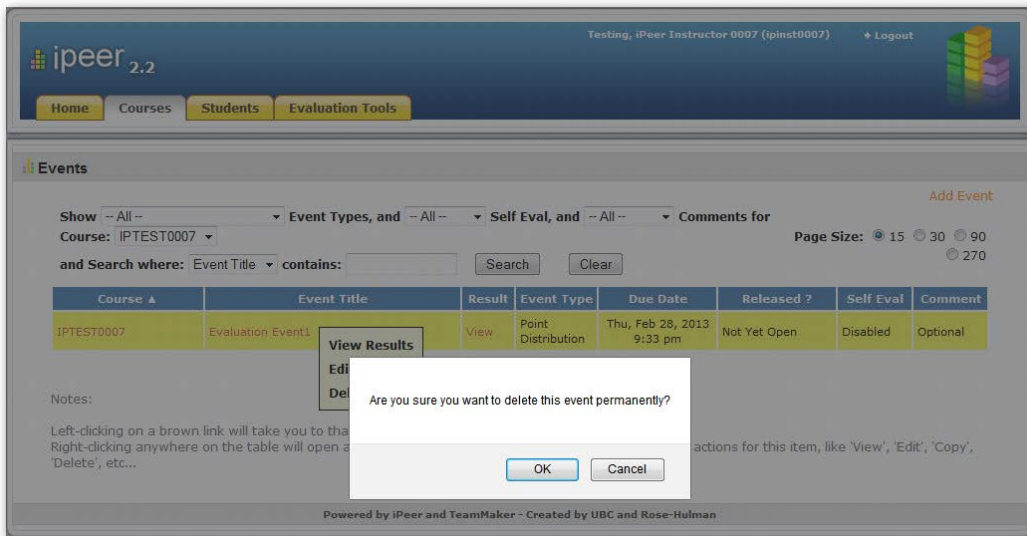 Testing, iPeer Instructor 0007 (ipinst0007)
Logout
ipeer 2.2
Home Courses Students Evaluation Tools
Events
Add Event
Show -- All -- Event Types, and -- All -- Self Eval, and -- All -- Comments for
Course: IPTEST0007
Page Size: 15 30 90
270
and Search where: Event Title contains: Search Clear
Course ▲ Event Title Result Event Type Due Date Released ? Self Eval Comment
IPTEST0007 Evaluation Event1 View Point Distribution Thu, Feb 28, 2013 9:33 pm Not Yet Open Disabled Optional
View Results
Edi
Del
Are you sure you want to delete this event permanently?
OK Cancel
Notes:
Left-clicking on a brown link will take you to tha
Right-clicking anywhere on the table will open a actions for this item, like 'View', 'Edit', 'Copy',
'Delete', etc...
Powered by iPeer and TeamMaker - Created by UBC and Rose-Hulman